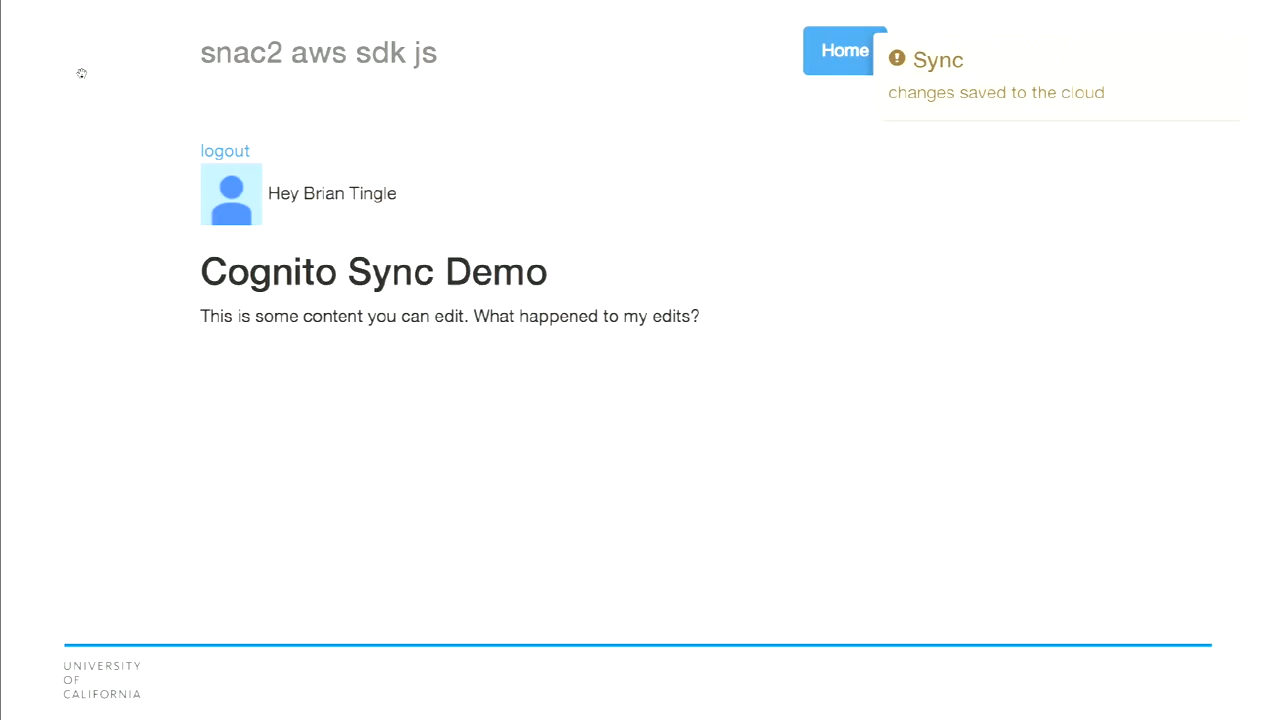 snac2 aws sdk js
Home
Sync
changes saved to the cloud
logout
Hey Brian Tingle
Cognito Sync Demo
This is some content you can edit. What happened to my edits?
UNIVERSITY
OF
CALIFORNIA